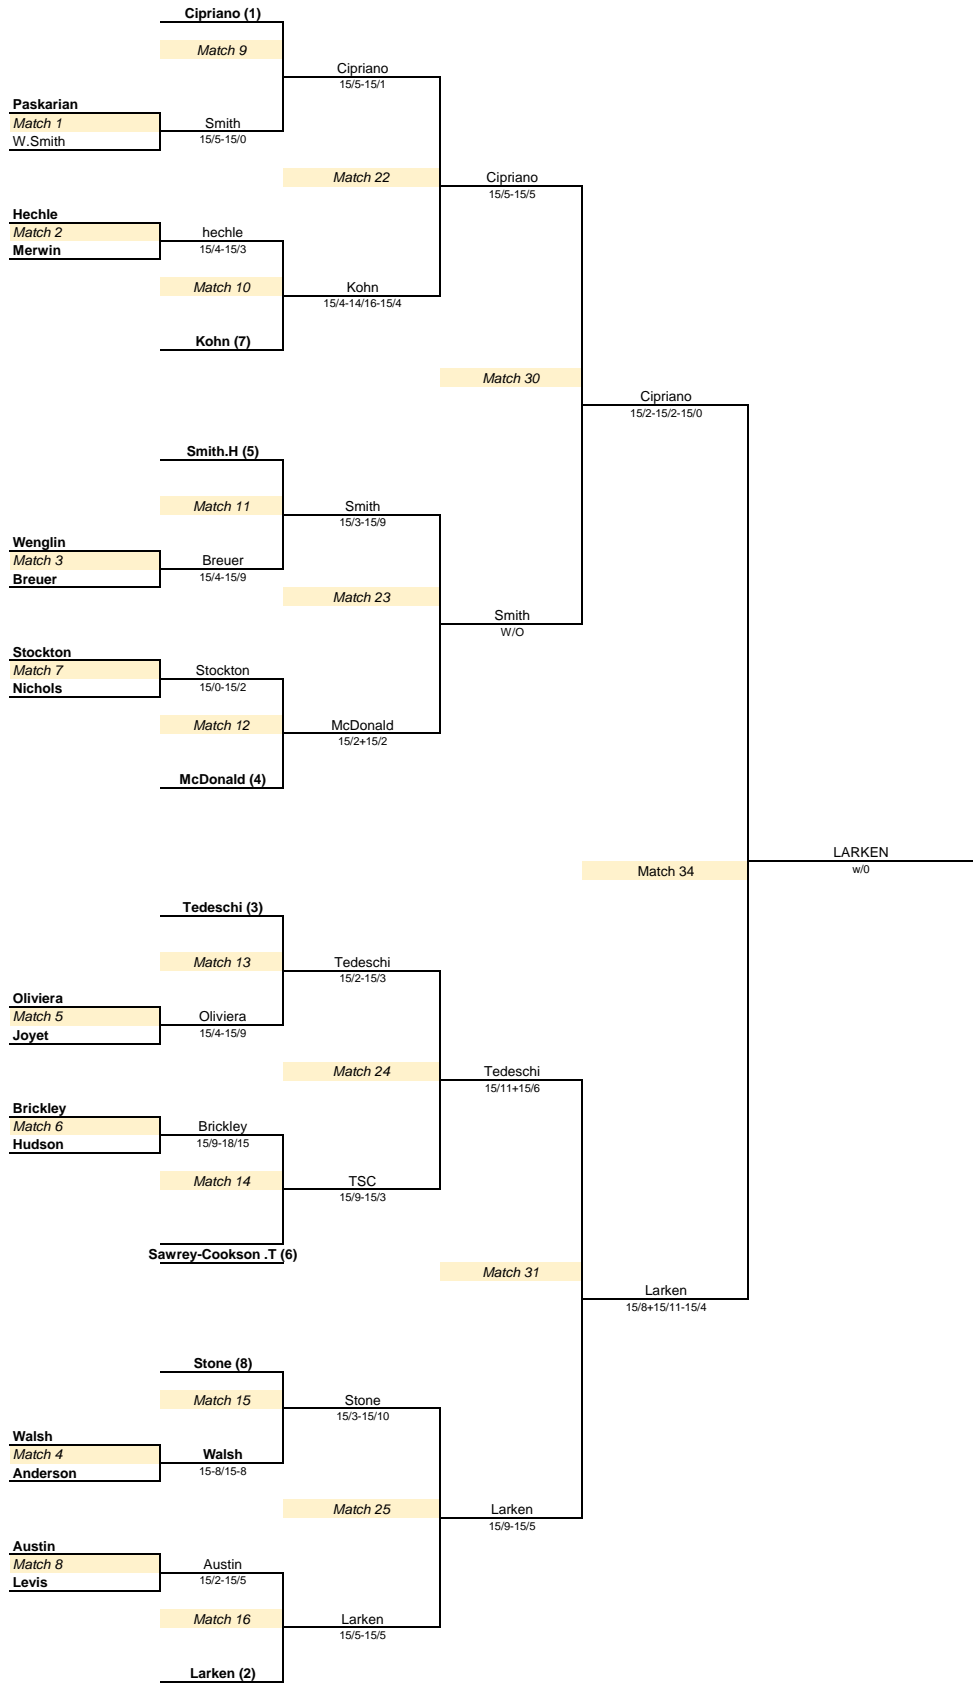 Cipriano (1)
Match 9
Cipriano
15/5-15/1
Paskarian
Match 1
Smith
W.Smith
15/5-15/0
Match 22
Cipriano
15/5-15/5
Hechle
Match 2
hechle
Merwin
15/4-15/3
Match 10
Kohn
15/4-14/16-15/4
Kohn (7)
Match 30
Cipriano
15/2-15/2-15/0
Smith.H (5)
Match 11
Smith
15/3-15/9
Wenglin
Match 3
Breuer
Breuer
15/4-15/9
Match 23
Smith
W/O
Stockton
Match 7
Stockton
Nichols
15/0-15/2
Match 12
McDonald
15/2+15/2
McDonald (4)
LARKEN
Match 34
w/0
Tedeschi (3)
Match 13
Tedeschi
15/2-15/3
Oliviera
Match 5
Oliviera
Joyet
15/4-15/9
Match 24
Tedeschi
15/11+15/6
Brickley
Match 6
Brickley
Hudson
15/9-18/15
Match 14
TSC
15/9-15/3
Sawrey-Cookson .T (6)
Match 31
Larken
15/8+15/11-15/4
Stone (8)
Match 15
Stone
15/3-15/10
Walsh
Match 4
Walsh
Anderson
15-8/15-8
Match 25
Larken
15/9-15/5
Austin
Match 8
Austin
Levis
15/2-15/5
Match 16
Larken
15/5-15/5
Larken (2)